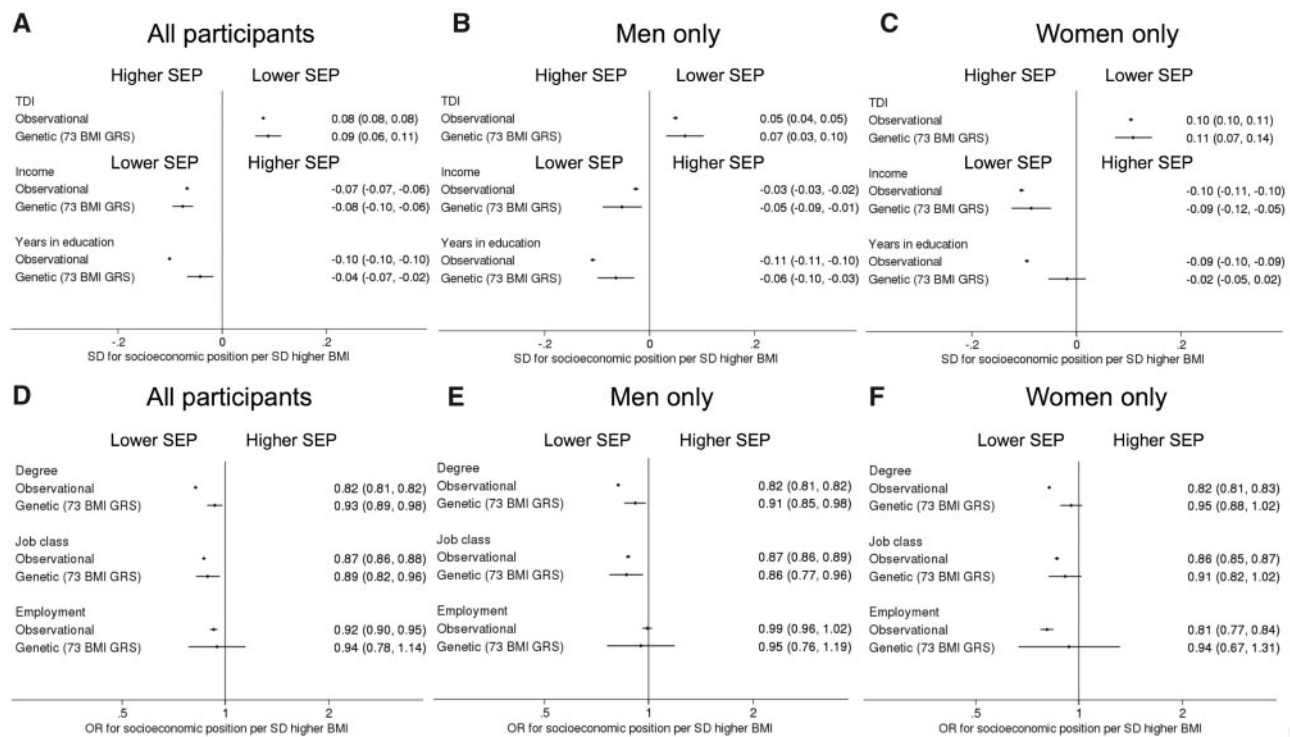 A All participants
Higher SEP Lower SEP
TDI
Observational 0.08 (0.08, 0.08)
Genetic (73 BMI GRS) 0.09 (0.06, 0.11)
Lower SEP Higher SEP
Income
Observational -0.07 (-0.07, -0.06)
Genetic (73 BMI GRS) -0.08 (-0.10, -0.06)
Years in education
Observational -0.10 (-0.10, -0.10)
Genetic (73 BMI GRS) -0.04 (-0.07, -0.02)
-.2 0 .2
SD for socioeconomic position per SD higher BMI
B Men only
Higher SEP Lower SEP
TDI
Observational 0.05 (0.04, 0.05)
Genetic (73 BMI GRS) 0.07 (0.03, 0.10)
Lower SEP Higher SEP
Income
Observational -0.03 (-0.03, -0.02)
Genetic (73 BMI GRS) -0.05 (-0.09, -0.01)
Years in education
Observational -0.11 (-0.11, -0.10)
Genetic (73 BMI GRS) -0.06 (-0.10, -0.03)
-.2 0 .2
SD for socioeconomic position per SD higher BMI
C Women only
Higher SEP Lower SEP
TDI
Observational 0.10 (0.10, 0.11)
Genetic (73 BMI GRS) 0.11 (0.07, 0.14)
Lower SEP Higher SEP
Income
Observational -0.10 (-0.11, -0.10)
Genetic (73 BMI GRS) -0.09 (-0.12, -0.05)
Years in education
Observational -0.09 (-0.10, -0.09)
Genetic (73 BMI GRS) -0.02 (-0.05, 0.02)
-.2 0 .2
SD for socioeconomic position per SD higher BMI
D All participants
Lower SEP Higher SEP
Degree
Observational 0.82 (0.81, 0.82)
Genetic (73 BMI GRS) 0.93 (0.89, 0.98)
Job class
Observational 0.87 (0.86, 0.88)
Genetic (73 BMI GRS) 0.89 (0.82, 0.96)
Employment
Observational 0.92 (0.90, 0.95)
Genetic (73 BMI GRS) 0.94 (0.78, 1.14)
.5 1 2
OR for socioeconomic position per SD higher BMI
E Men only
Lower SEP Higher SEP
Degree
Observational 0.82 (0.81, 0.82)
Genetic (73 BMI GRS) 0.91 (0.85, 0.98)
Job class
Observational 0.87 (0.86, 0.89)
Genetic (73 BMI GRS) 0.86 (0.77, 0.96)
Employment
Observational 0.99 (0.96, 1.02)
Genetic (73 BMI GRS) 0.95 (0.76, 1.19)
.5 1 2
OR for socioeconomic position per SD higher BMI
F Women only
Lower SEP Higher SEP
Degree
Observational 0.82 (0.81, 0.83)
Genetic (73 BMI GRS) 0.95 (0.88, 1.02)
Job class
Observational 0.86 (0.85, 0.87)
Genetic (73 BMI GRS) 0.91 (0.82, 1.02)
Employment
Observational 0.81 (0.77, 0.84)
Genetic (73 BMI GRS) 0.94 (0.67, 1.31)
.5 1 2
OR for socioeconomic position per SD higher BMI